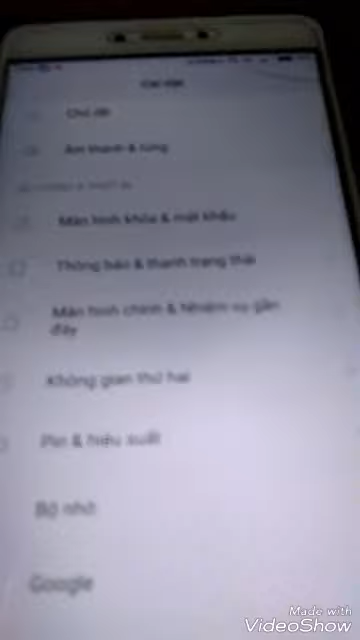 Cài đặt
Chủ đề
Âm thanh & rung
Màn hình khóa & mật khẩu
Thông báo & thanh trạng thái
Màn hình chính & Nhiệm vụ gần
đây
Không gian thứ hai
Pin & hiệu suất
Bộ nhớ
Google
Made with
VideoShow